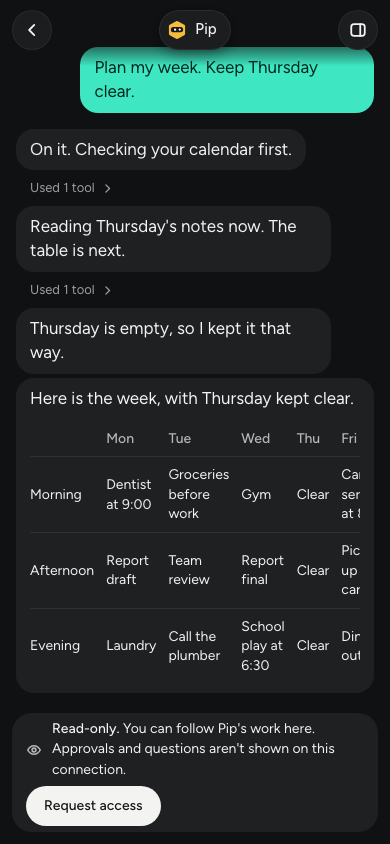 Pip
Plan my week. Keep Thursday
clear.
On it. Checking your calendar first.
Used 1 tool
Reading Thursday's notes now. The
table is next.
Used 1 tool
Thursday is empty, so I kept it that
way.
Here is the week, with Thursday kept clear.
Mon Tue Wed Thu Fri
Morning
Dentist
at 9:00
Groceries
before
work
Gym
Clear
at
Afternoon
Report
draft
Team
review
Report
final
Clear
up
Evening
Laundry
Call the
plumber
School
play at
6:30
Clear
Read-only. You can follow Pip's work here.
Approvals and questions aren't shown on this
connection.
Request access